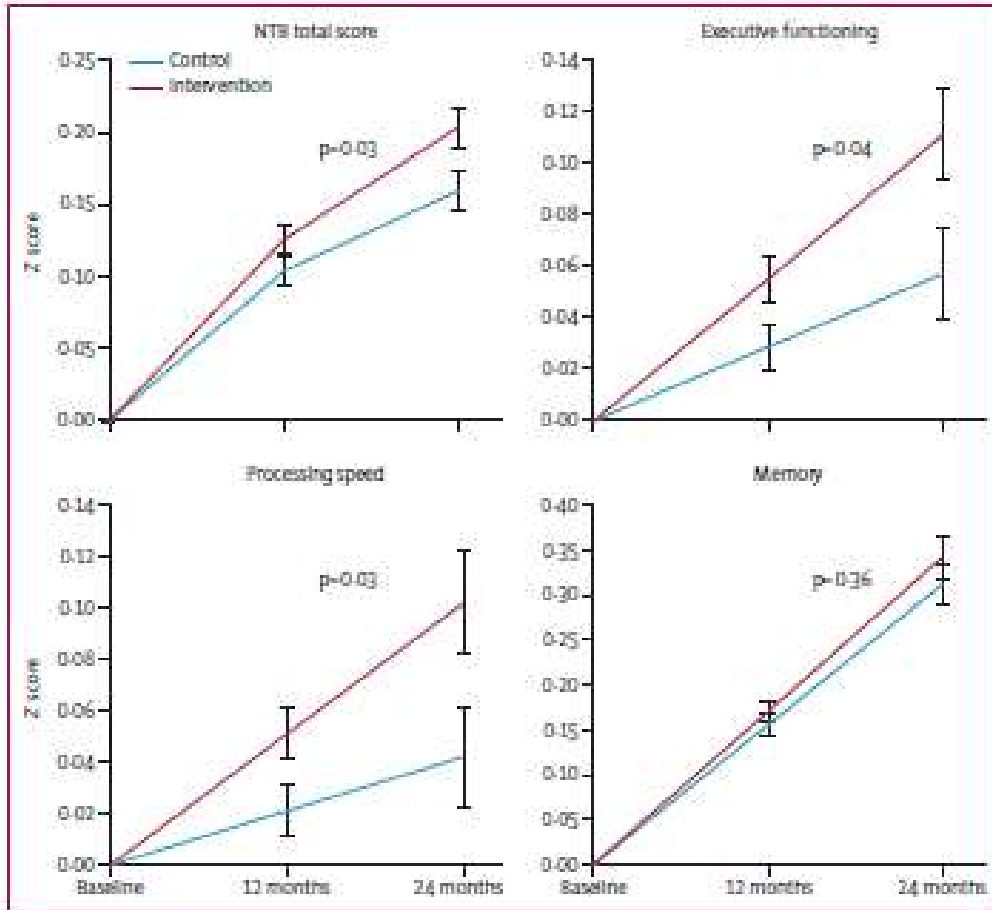 NTB total score
0·25
Control
Intervention
0·20
p=0·03
0·15
Z score
0·10
0·05
0·00
Executive functioning
0·14
0·12
p=0·04
0·10
0·08
0·06
0·04
0·02
0·00
Processing speed
0·14
0·12
p=0·03
0·10
0·08
Z score
0·06
0·04
0·02
0·00
Baseline
12 months
24 months
Memory
0·40
0·35
p=0·36
0·30
0·25
0·20
0·15
0·10
0·05
0·00
Baseline
12 months
24 months